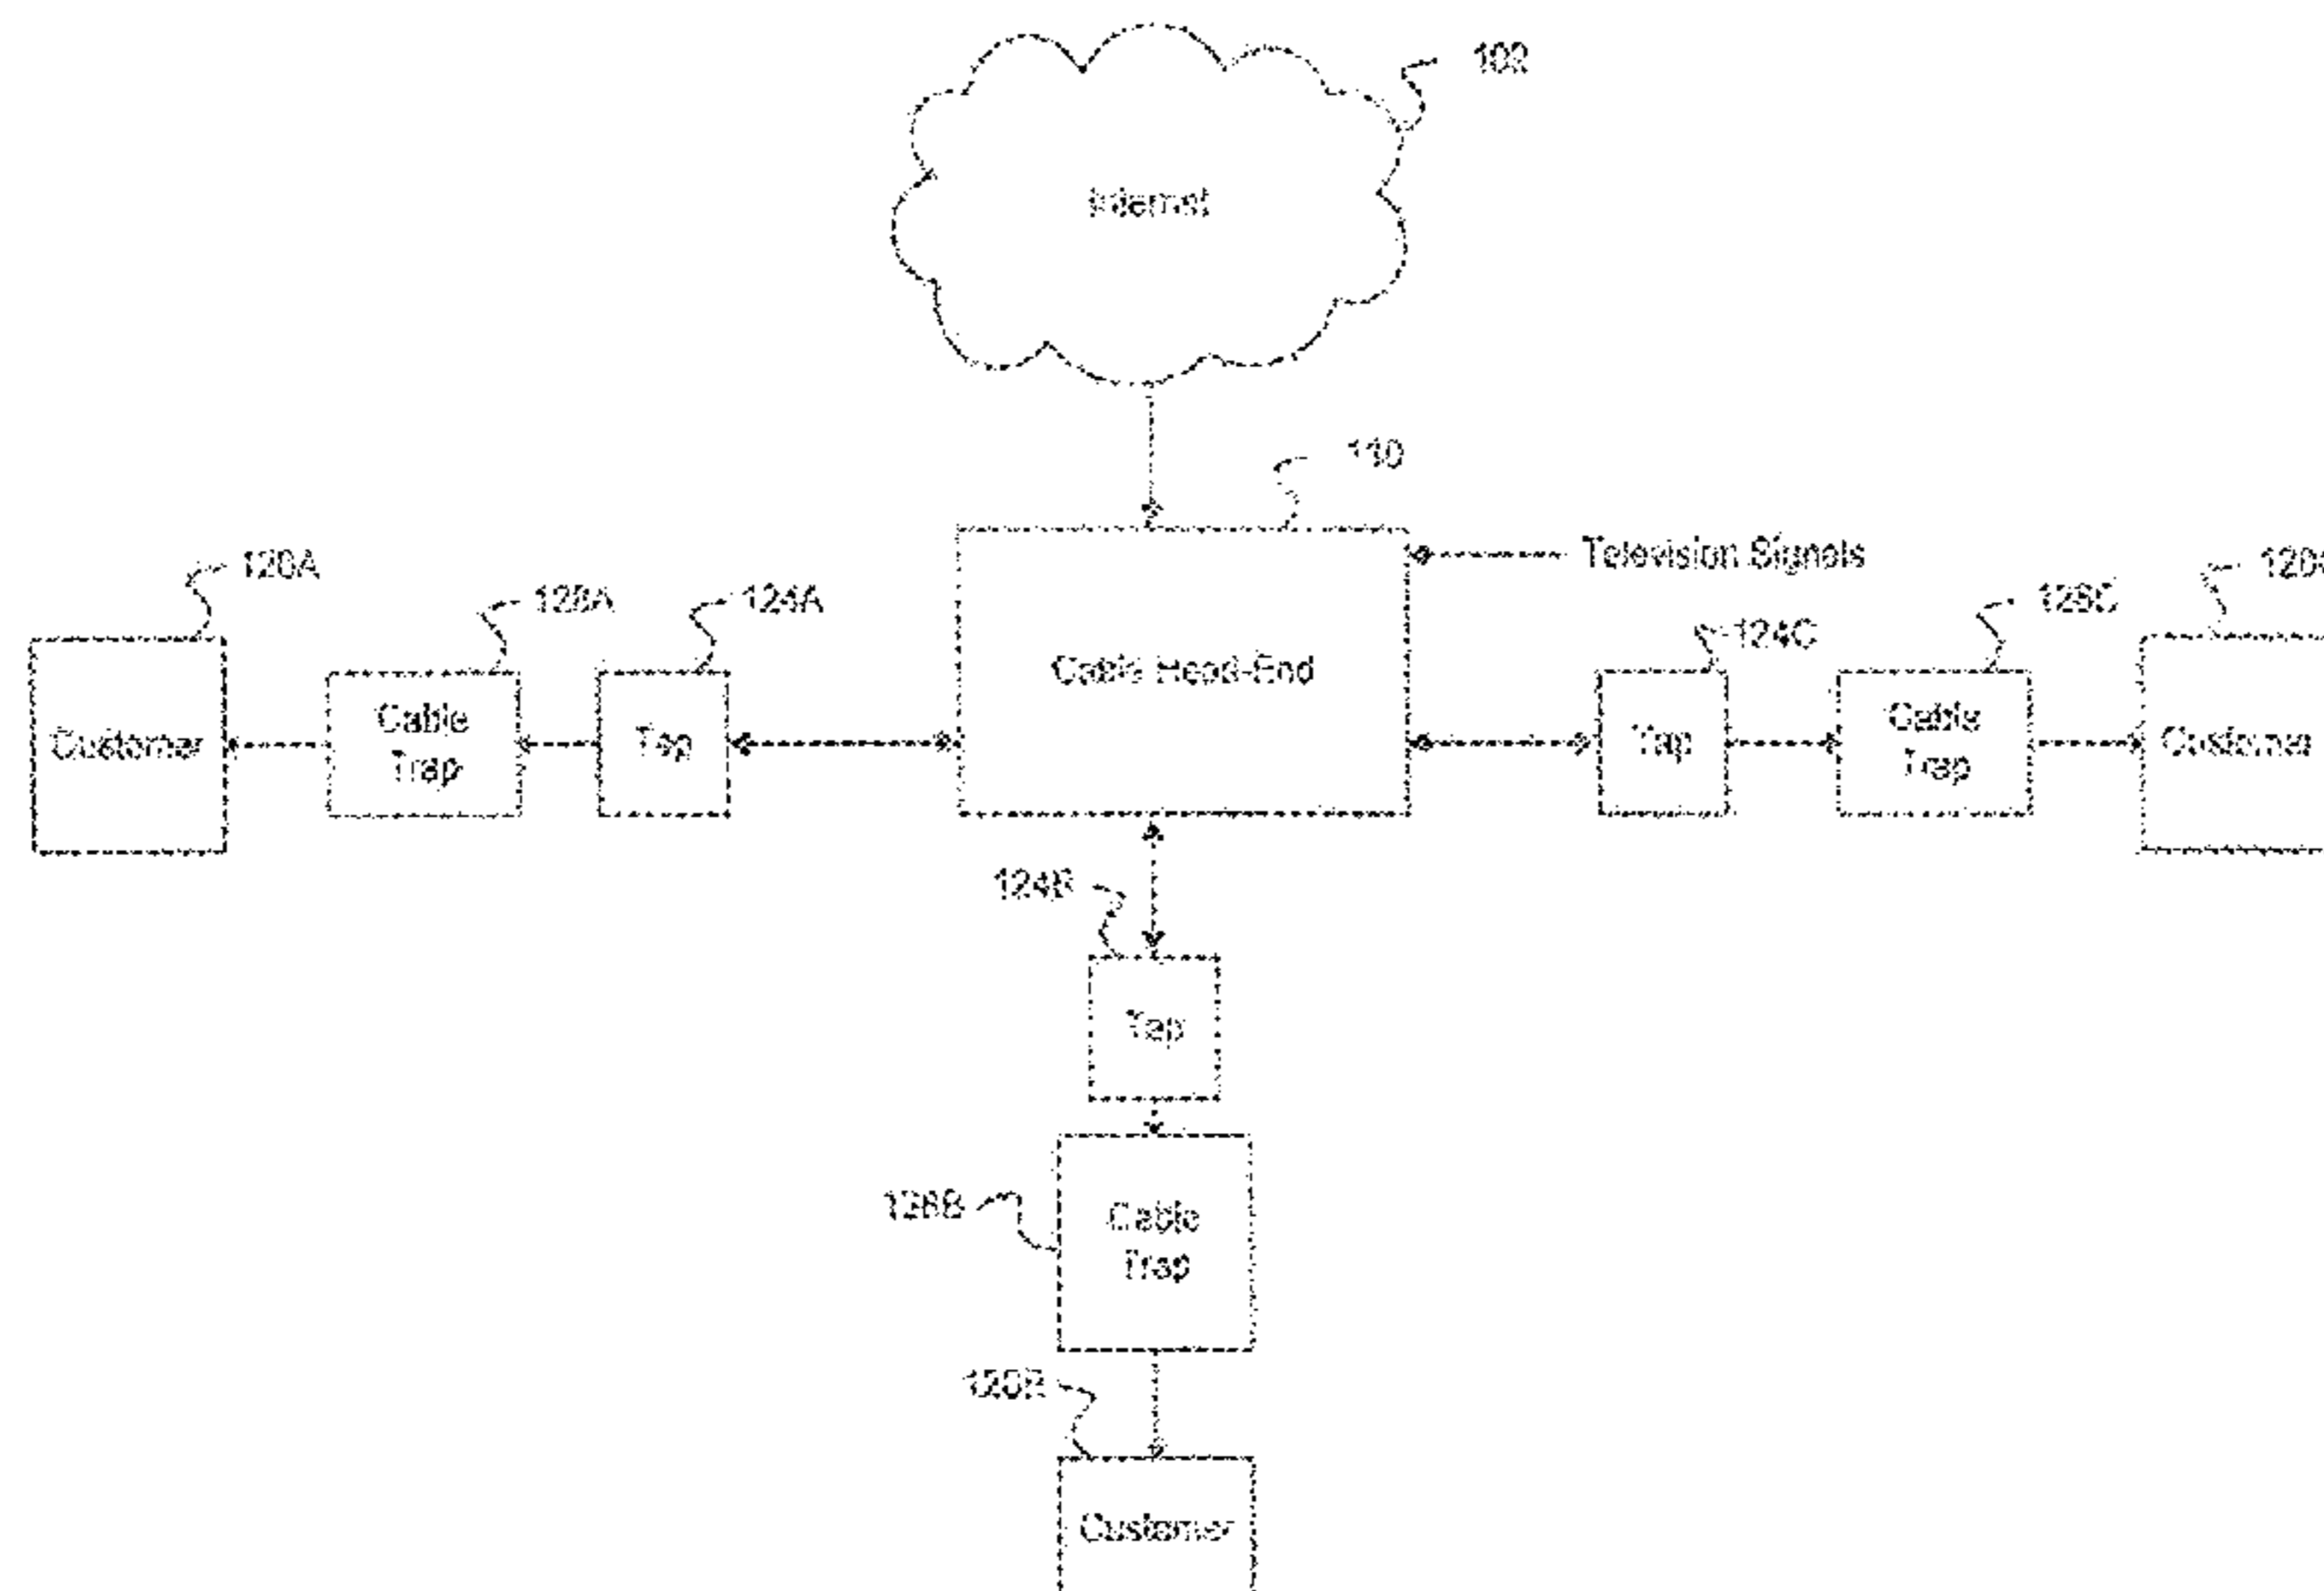 102
Internet
110
Television Signals
120A
128A
124A
124C
128C
Cable Head-End
Customer
Cable
Trap
Tap
Tap
Cable
Trap
Customer
124B
Tap
128B
Cable
Trap
120B
Customer